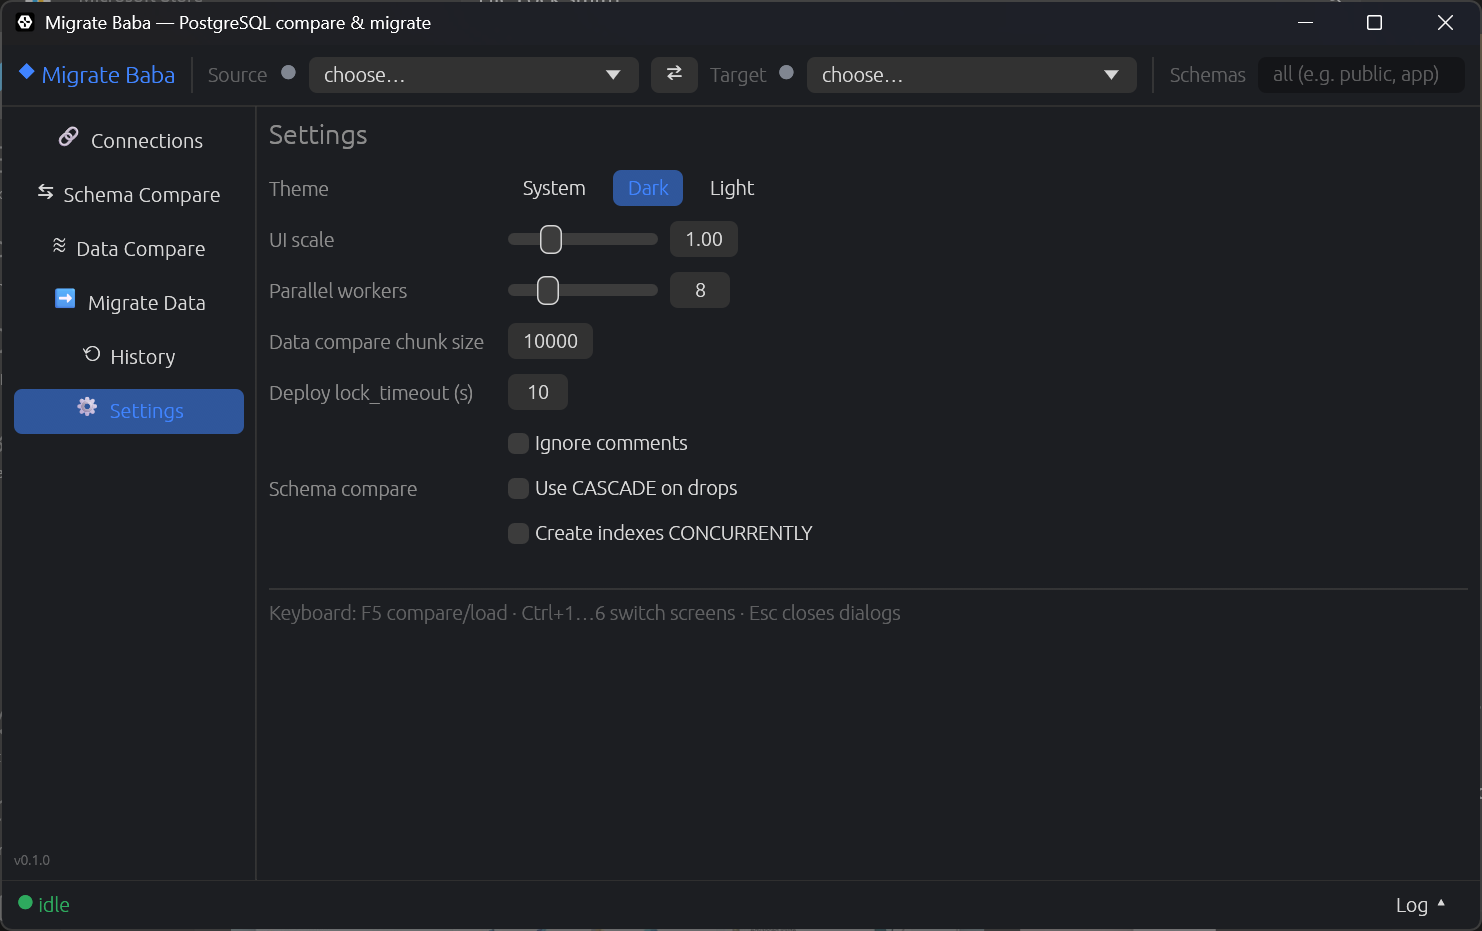 Migrate Baba — PostgreSQL compare & migrate
Migrate Baba Source choose... Target choose... Schemas all (e.g. public, app)
Connections
Schema Compare
Data Compare
Migrate Data
History
Settings
Settings
Theme System Dark Light
UI scale 1.00
Parallel workers 8
Data compare chunk size 10000
Deploy lock_timeout (s) 10
Ignore comments
Schema compare Use CASCADE on drops
Create indexes CONCURRENTLY
Keyboard: F5 compare/load · Ctrl+1...6 switch screens · Esc closes dialogs
v0.1.0
idle Log